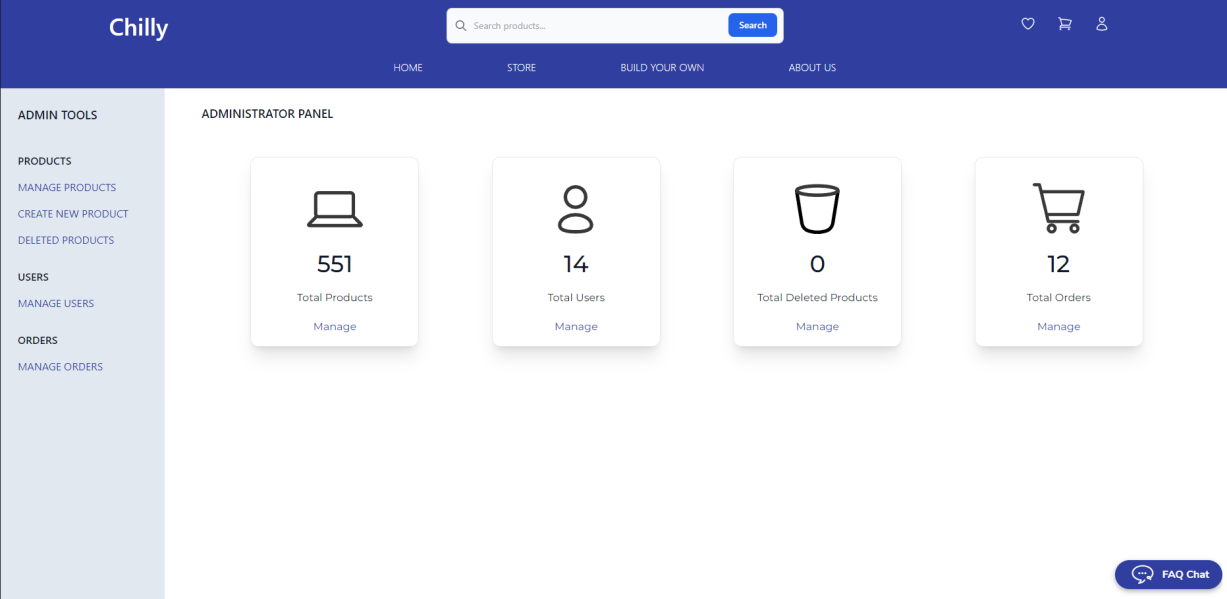 Chilly
Search products...
Search
HOME
STORE
BUILD YOUR OWN
ABOUT US
ADMIN TOOLS
PRODUCTS
MANAGE PRODUCTS
CREATE NEW PRODUCT
DELETED PRODUCTS
USERS
MANAGE USERS
ORDERS
MANAGE ORDERS
ADMINISTRATOR PANEL
551
Total Products
Manage
14
Total Users
Manage
0
Total Deleted Products
Manage
12
Total Orders
Manage
FAQ Chat